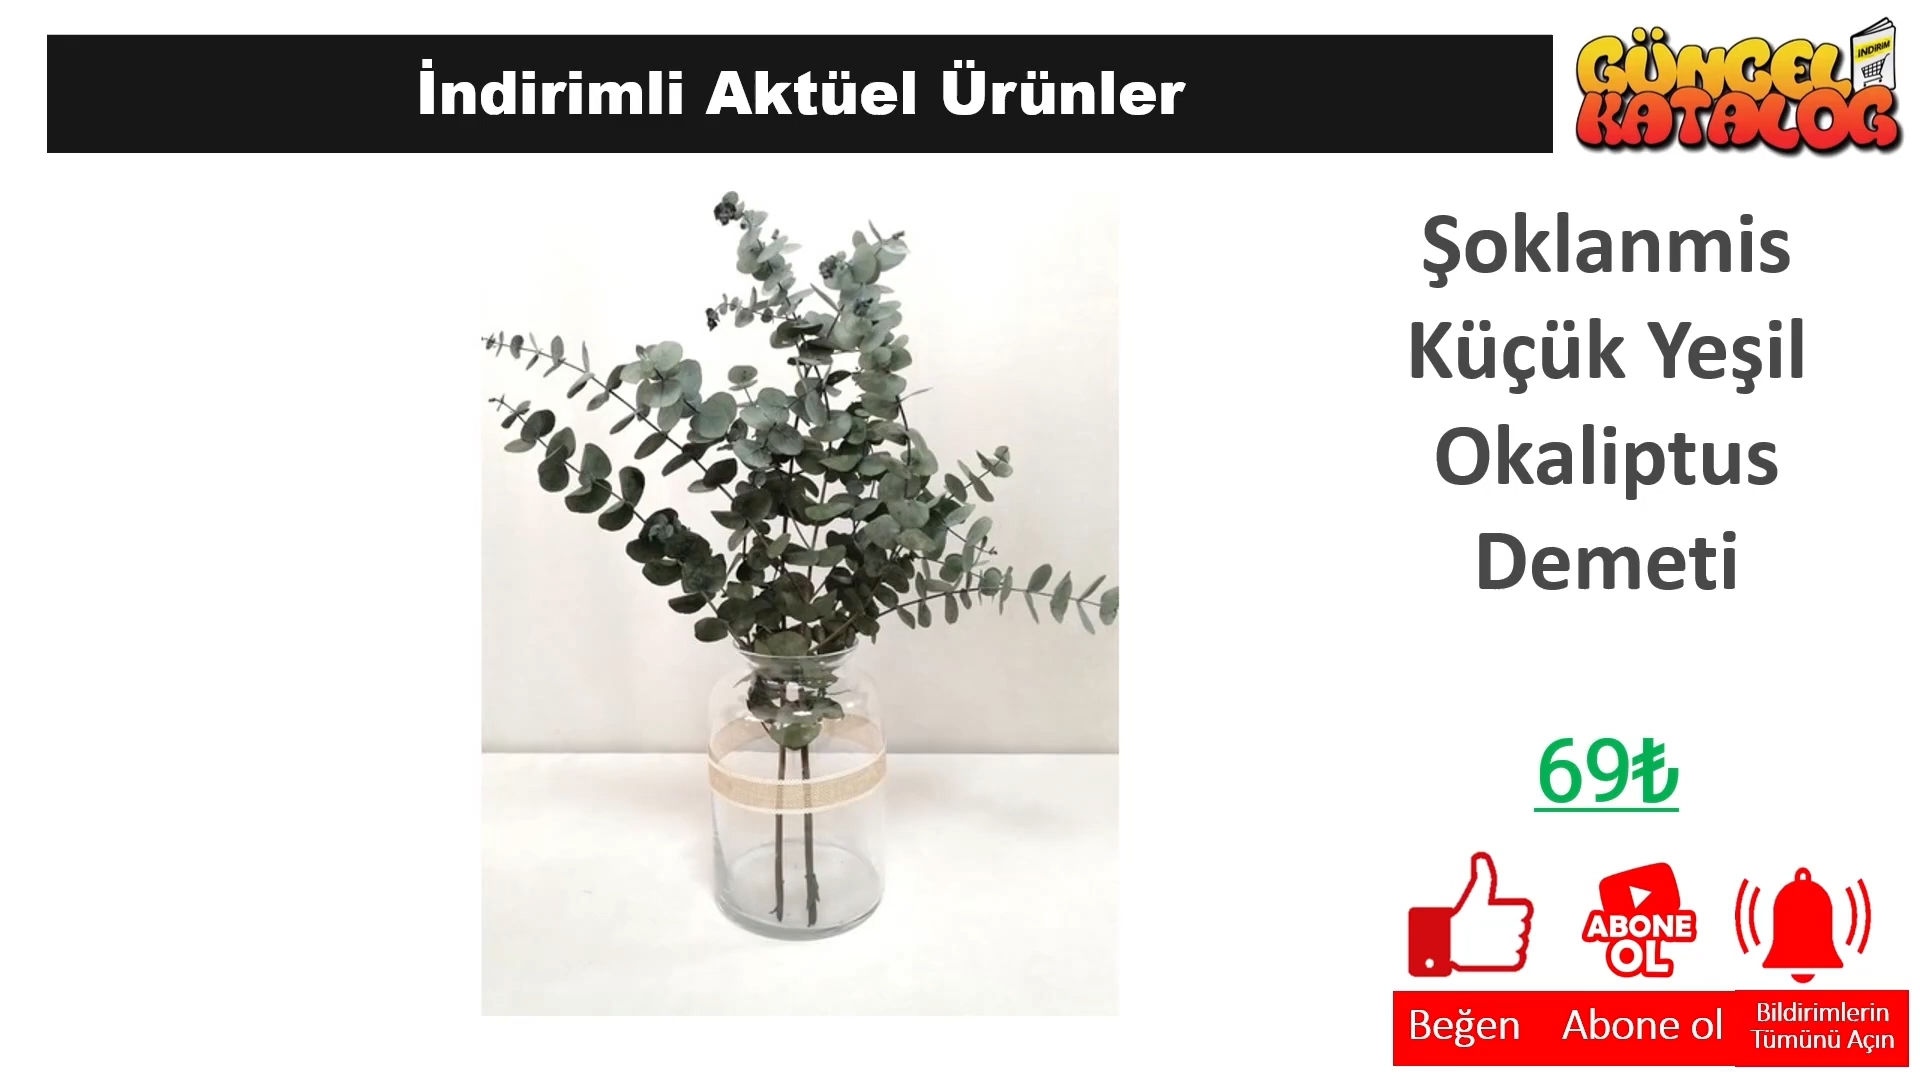 İndirimli Aktüel Ürünler
GÜNCEL
KATALOG
İNDİRİM
Şoklanmis
Küçük Yeşil
Okaliptus
Demeti
69₺
ABONE
OL
Beğen
Abone ol
Bildirimlerin
Tümünü Açın